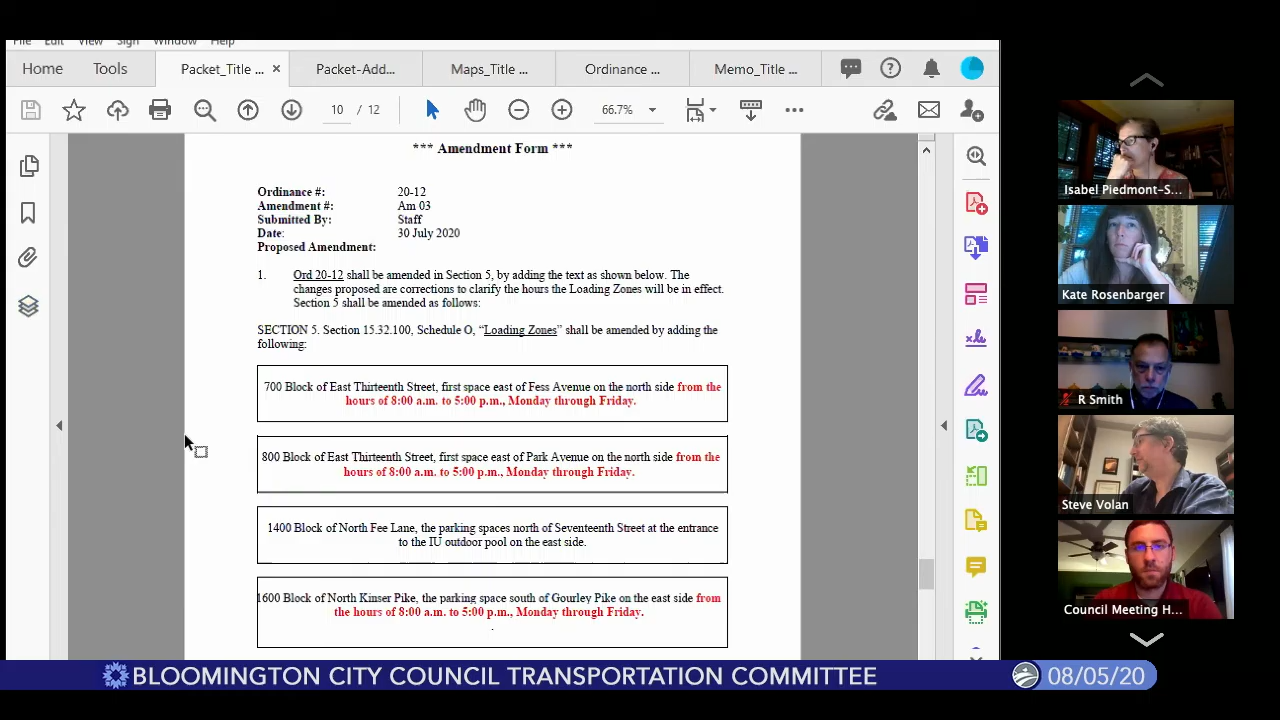 File Edit View Sign Window Help
Home Tools Packet_Title ... × Packet-Add... Maps_Title ... Ordinance ... Memo_Title ...
10 / 12 66.7%
*** Amendment Form ***
Ordinance #: 20-12
Amendment #: Am 03
Submitted By: Staff
Date: 30 July 2020
Proposed Amendment:
1. Ord 20-12 shall be amended in Section 5, by adding the text as shown below. The
changes proposed are corrections to clarify the hours the Loading Zones will be in effect.
Section 5 shall be amended as follows:
SECTION 5. Section 15.32.100, Schedule O, “Loading Zones” shall be amended by adding the
following:
700 Block of East Thirteenth Street, first space east of Fess Avenue on the north side from the
hours of 8:00 a.m. to 5:00 p.m., Monday through Friday.
800 Block of East Thirteenth Street, first space east of Park Avenue on the north side from the
hours of 8:00 a.m. to 5:00 p.m., Monday through Friday.
1400 Block of North Fee Lane, the parking spaces north of Seventeenth Street at the entrance
to the IU outdoor pool on the east side.
1600 Block of North Kinser Pike, the parking space south of Gourley Pike on the east side from
the hours of 8:00 a.m. to 5:00 p.m., Monday through Friday.
.
Isabel Piedmont-S...
Kate Rosenbarger
R Smith
Steve Volan
Council Meeting H...
BLOOMINGTON CITY COUNCIL TRANSPORTATION COMMITTEE 08/05/20